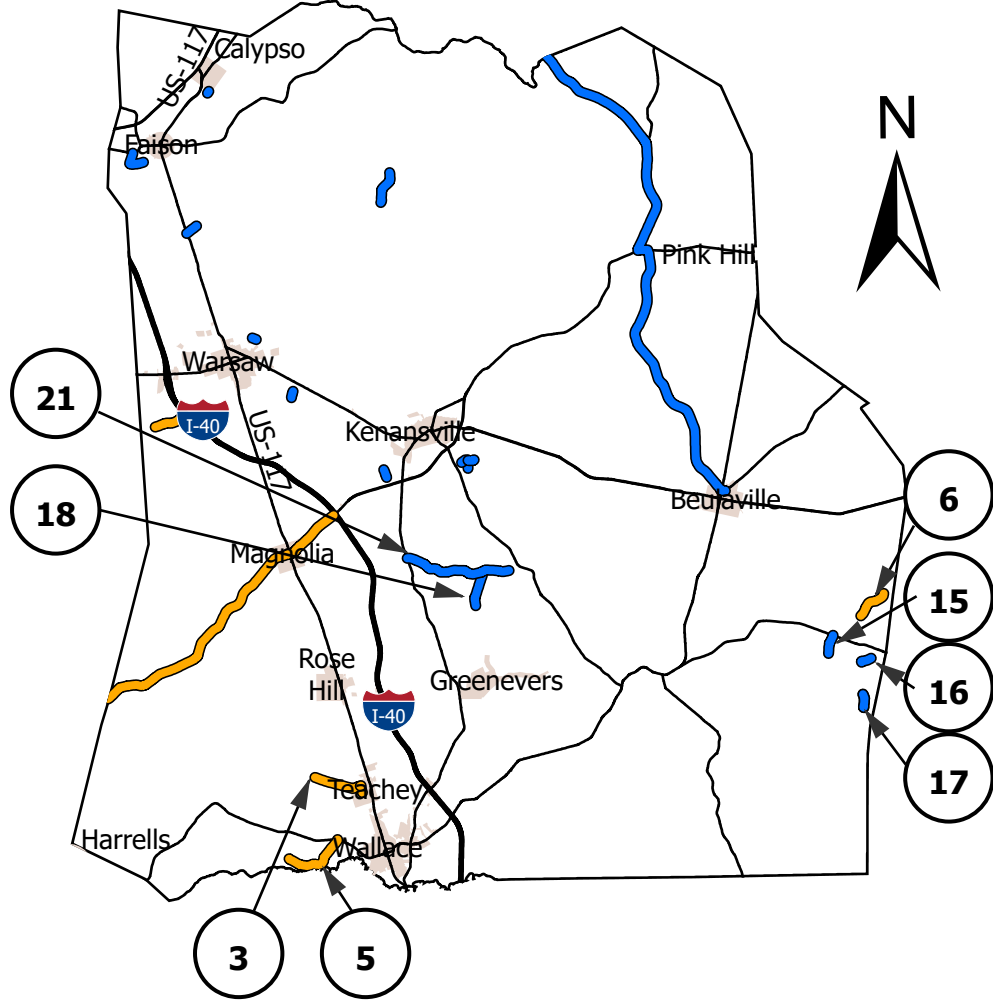 Calypso
US-117
N
Faison
Pink Hill
Warsaw
21
I-40
US-117
Kenansville
Beulaville
6
18
Magnolia
15
Rose
Hill
Greenevers
16
I-40
17
Teachey
Harrells
Wallace
3
5